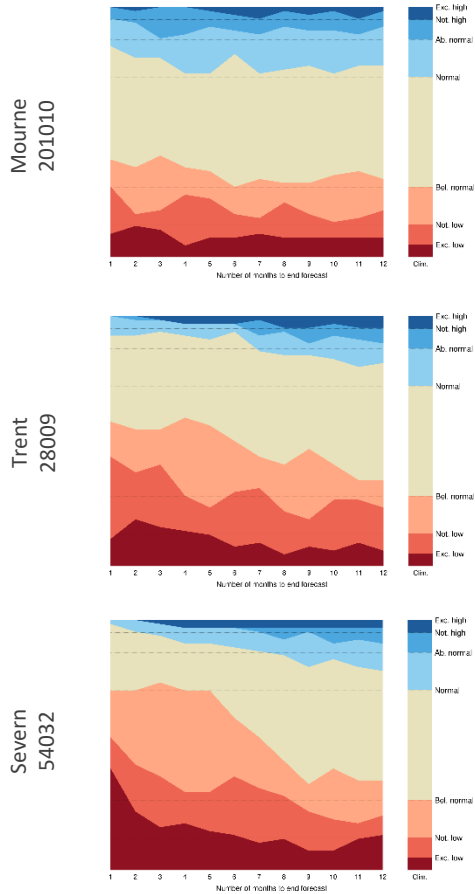 Mourne
201010
Exc. high
Not. high
Ab. normal
Normal
Bel. normal
Not. low
Exc. low
1 2 3 4 5 6 7 8 9 10 11 12 Clim.
Number of months to end forecast
Trent
28009
Exc. high
Not. high
Ab. normal
Normal
Bel. normal
Not. low
Exc. low
1 2 3 4 5 6 7 8 9 10 11 12 Clim.
Number of months to end forecast
Severn
54032
Exc. high
Not. high
Ab. normal
Normal
Bel. normal
Not. low
Exc. low
1 2 3 4 5 6 7 8 9 10 11 12 Clim.
Number of months to end forecast